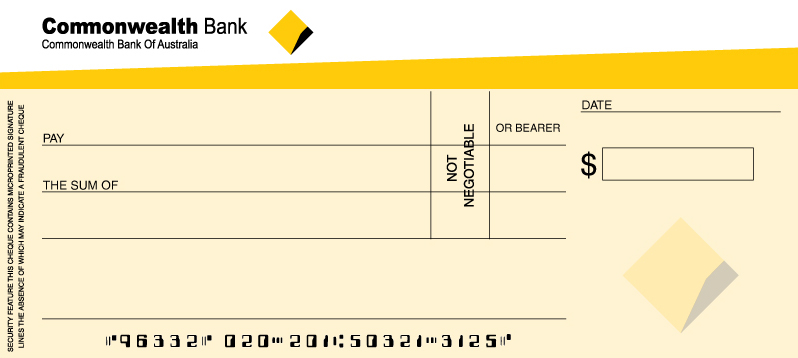 Commonwealth Bank
Commonwealth Bank Of Australia
SECURITY FEATURE THIS CHEQUE CONTAINS MICROPRINTED SIGNATURE
LINES THE ABSENCE OF WHICH MAY INDICATE A FRAUDULENT CHEQUE
DATE
PAY
NOT
NEGOTIABLE
OR BEARER
$
THE SUM OF
⑈96332⑈ 020⑉201⑆50321⑉3125⑈